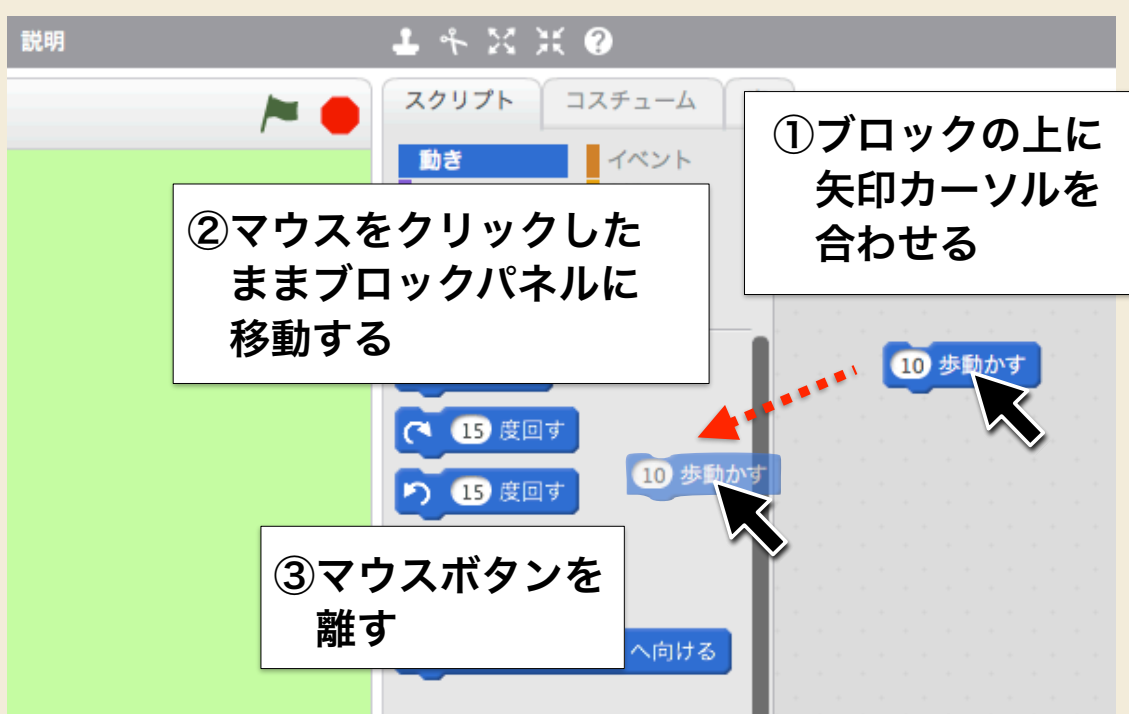 説明
スクリプト
コスチューム
動き
イベント
①ブロックの上に
矢印カーソルを
合わせる
②マウスをクリックした
ままブロックパネルに
移動する
10 歩動かす
15 度回す
10 歩動かす
15 度回す
③マウスボタンを
離す
へ向ける